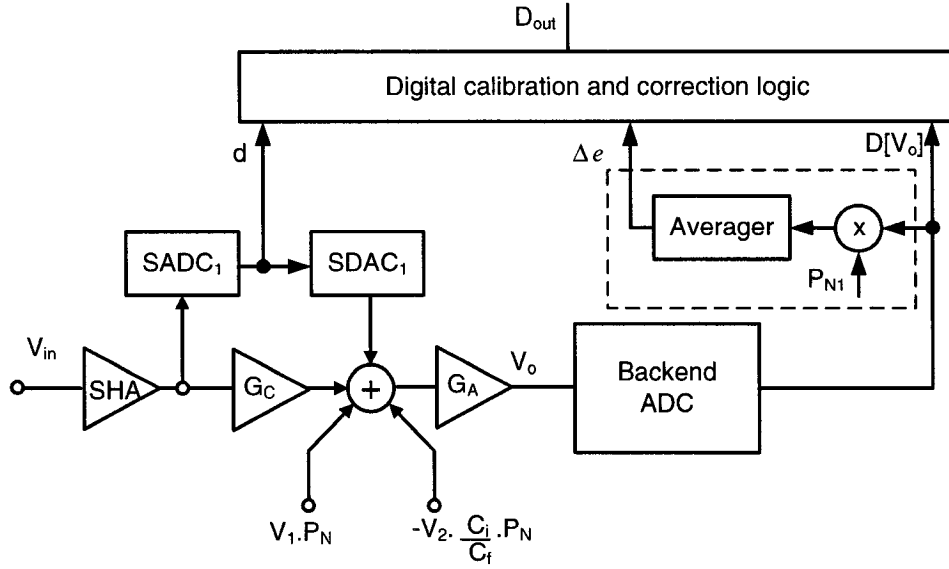 D_out
Digital calibration and correction logic
d
Δe
D[V_o]
Averager
x
P_N1
SADC_1
SDAC_1
V_in
SHA
G_C
+
G_A
V_o
Backend
ADC
V_1.P_N
-V_2. C_i/C_f .P_N